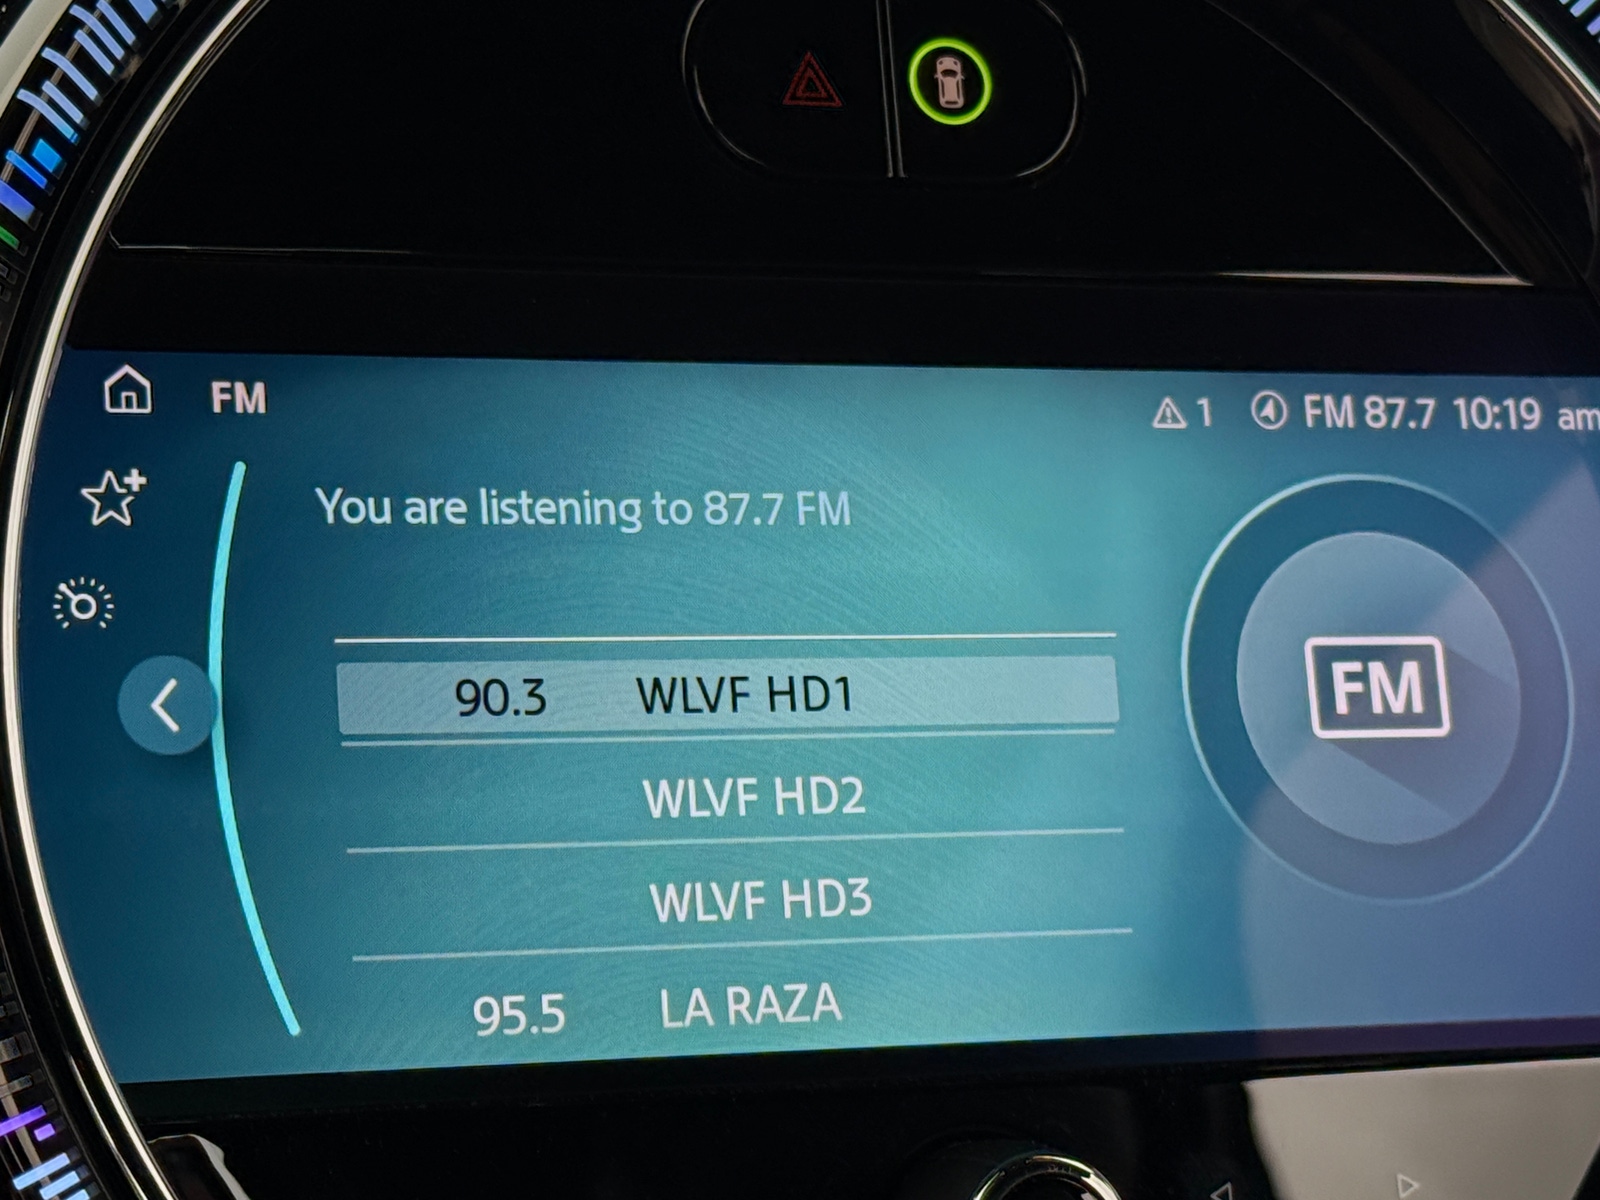 FM
1 FM 87.7 10:19 am
You are listening to 87.7 FM
90.3 WLVF HD1
FM
WLVF HD2
WLVF HD3
95.5 LA RAZA